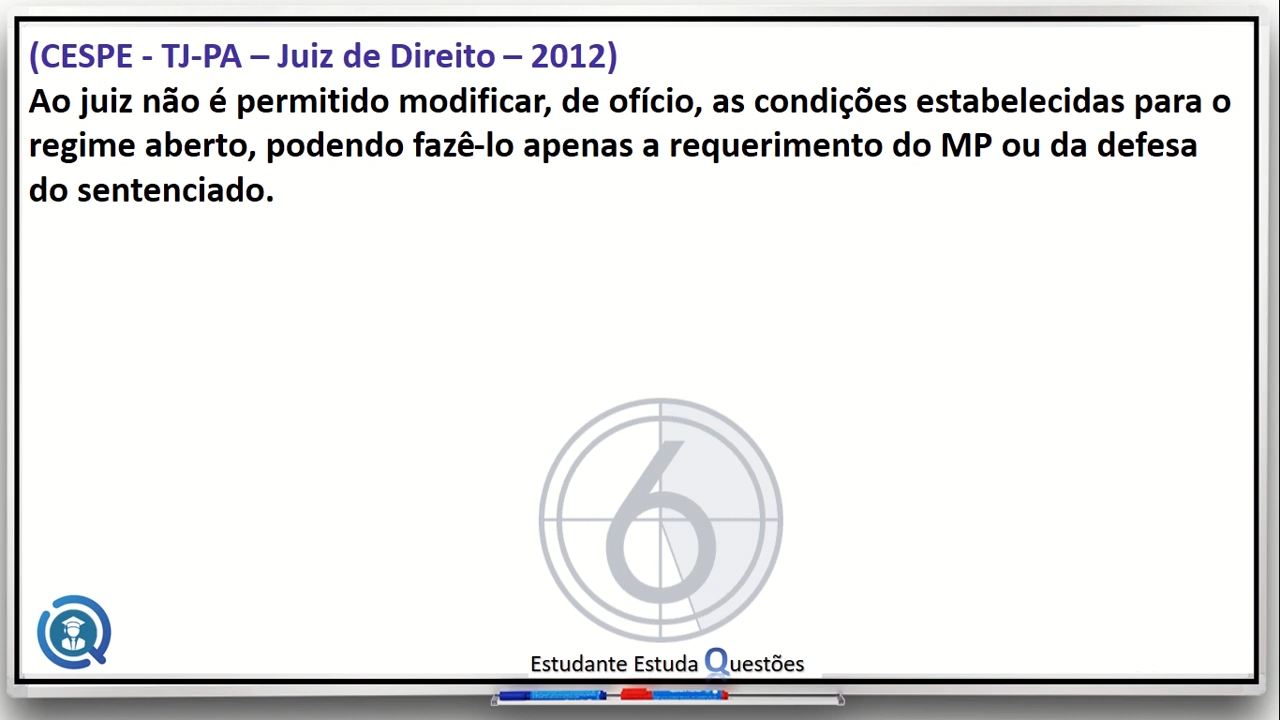 (CESPE - TJ-PA – Juiz de Direito – 2012)
Ao juiz não é permitido modificar, de ofício, as condições estabelecidas para o
regime aberto, podendo fazê-lo apenas a requerimento do MP ou da defesa
do sentenciado.
6
Estudante Estuda Questões